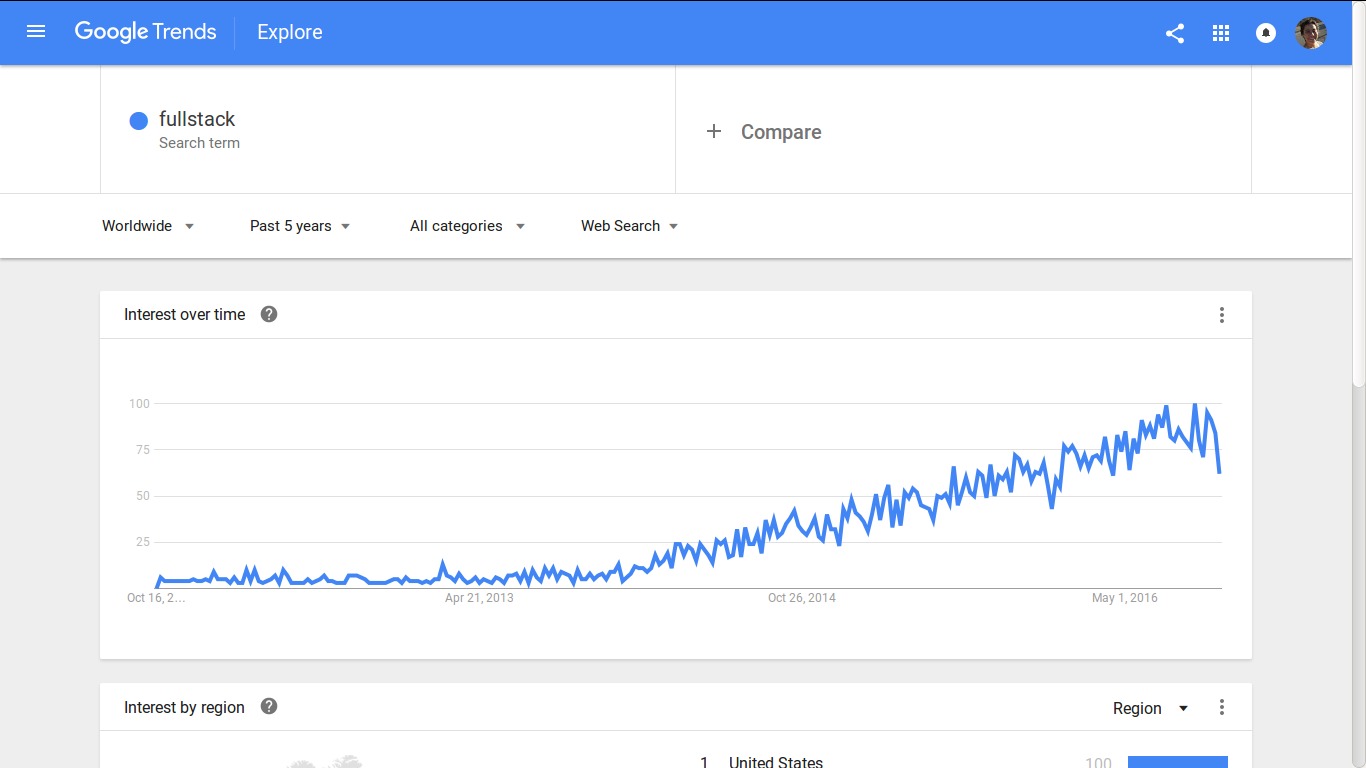 Google Trends Explore
fullstack
Search term
+ Compare
Worldwide Past 5 years All categories Web Search
Interest over time ?
100
75
50
25
Oct 16, 2... Apr 21, 2013 Oct 26, 2014 May 1, 2016
Interest by region ? Region
1 United States 100